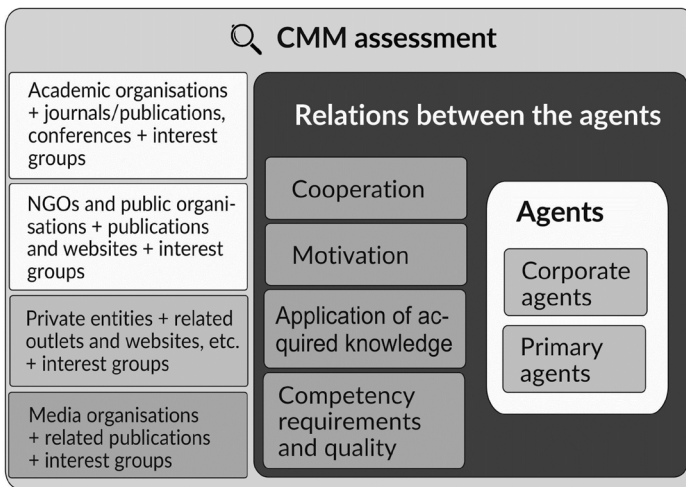 CMM assessment
Academic organisations
+ journals/publications,
conferences + interest
groups
NGOs and public organi-
sations + publications
and websites + interest
groups
Private entities + related
outlets and websites, etc.
+ interest groups
Media organisations
+ related publications
+ interest groups
Relations between the agents
Cooperation
Motivation
Application of ac-
quired knowledge
Competency
requirements
and quality
Agents
Corporate
agents
Primary
agents